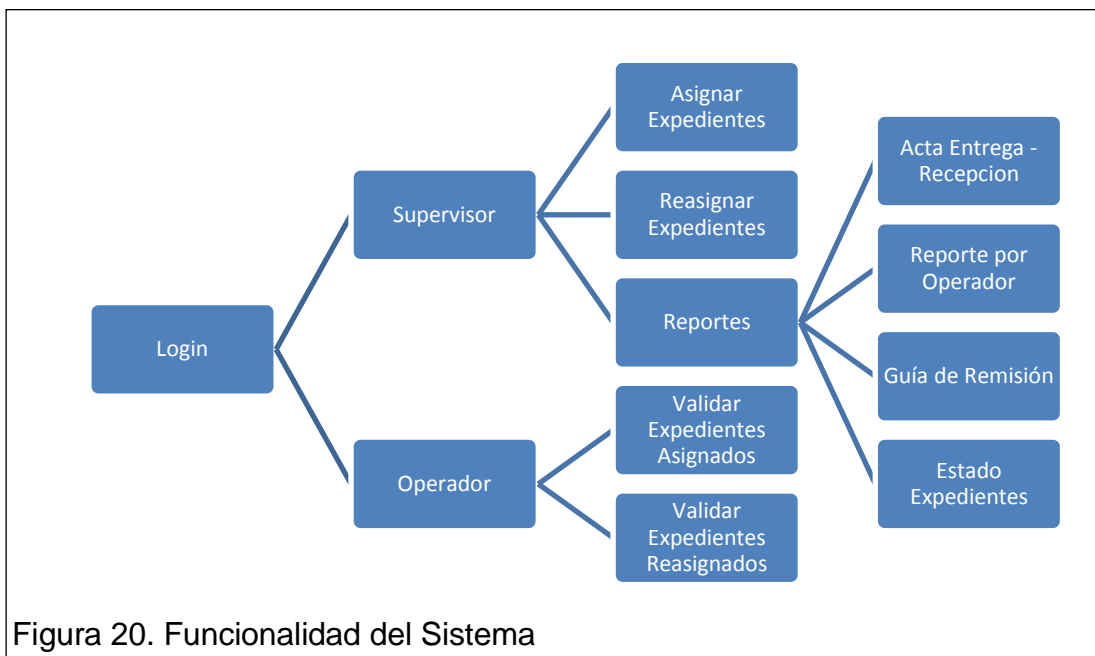 Login
Supervisor
Operador
Asignar
Expedientes
Reasignar
Expedientes
Reportes
Validar
Expedientes
Asignados
Validar
Expedientes
Reasignados
Acta Entrega -
Recepcion
Reporte por
Operador
Guía de Remisión
Estado
Expedientes
Figura 20. Funcionalidad del Sistema